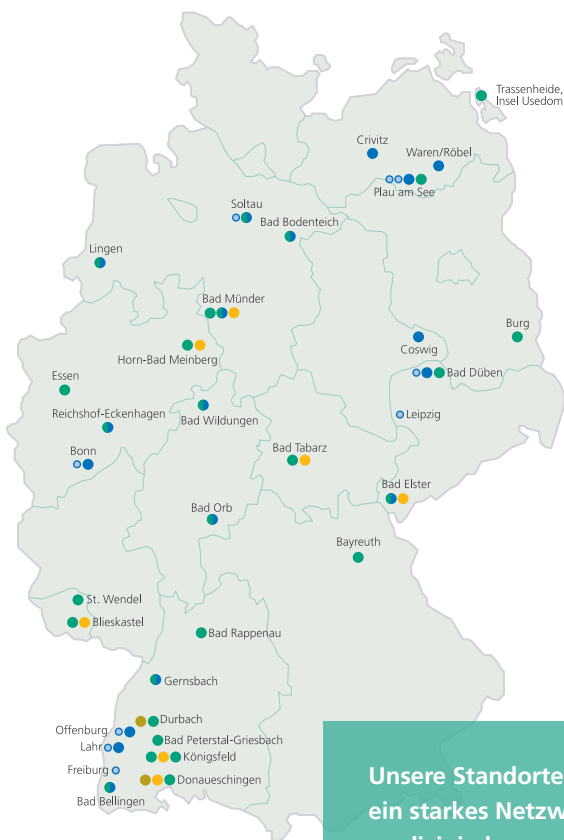 Trassenheide,
Insel Usedom
Crivitz
Waren/Röbel
Plau am See
Soltau
Bad Bodenteich
Lingen
Bad Münder
Burg
Coswig
Horn-Bad Meinberg
Essen
Bad Düben
Reichshof-Eckenhagen
Bad Wildungen
Leipzig
Bonn
Bad Tabarz
Bad Elster
Bad Orb
Bayreuth
St. Wendel
Blieskastel
Bad Rappenau
Gernsbach
Durbach
Offenburg
Bad Peterstal-Griesbach
Lahr
Königsfeld
Freiburg
Donaueschingen
Bad Bellingen
Unsere Standorte
ein starkes Netzw